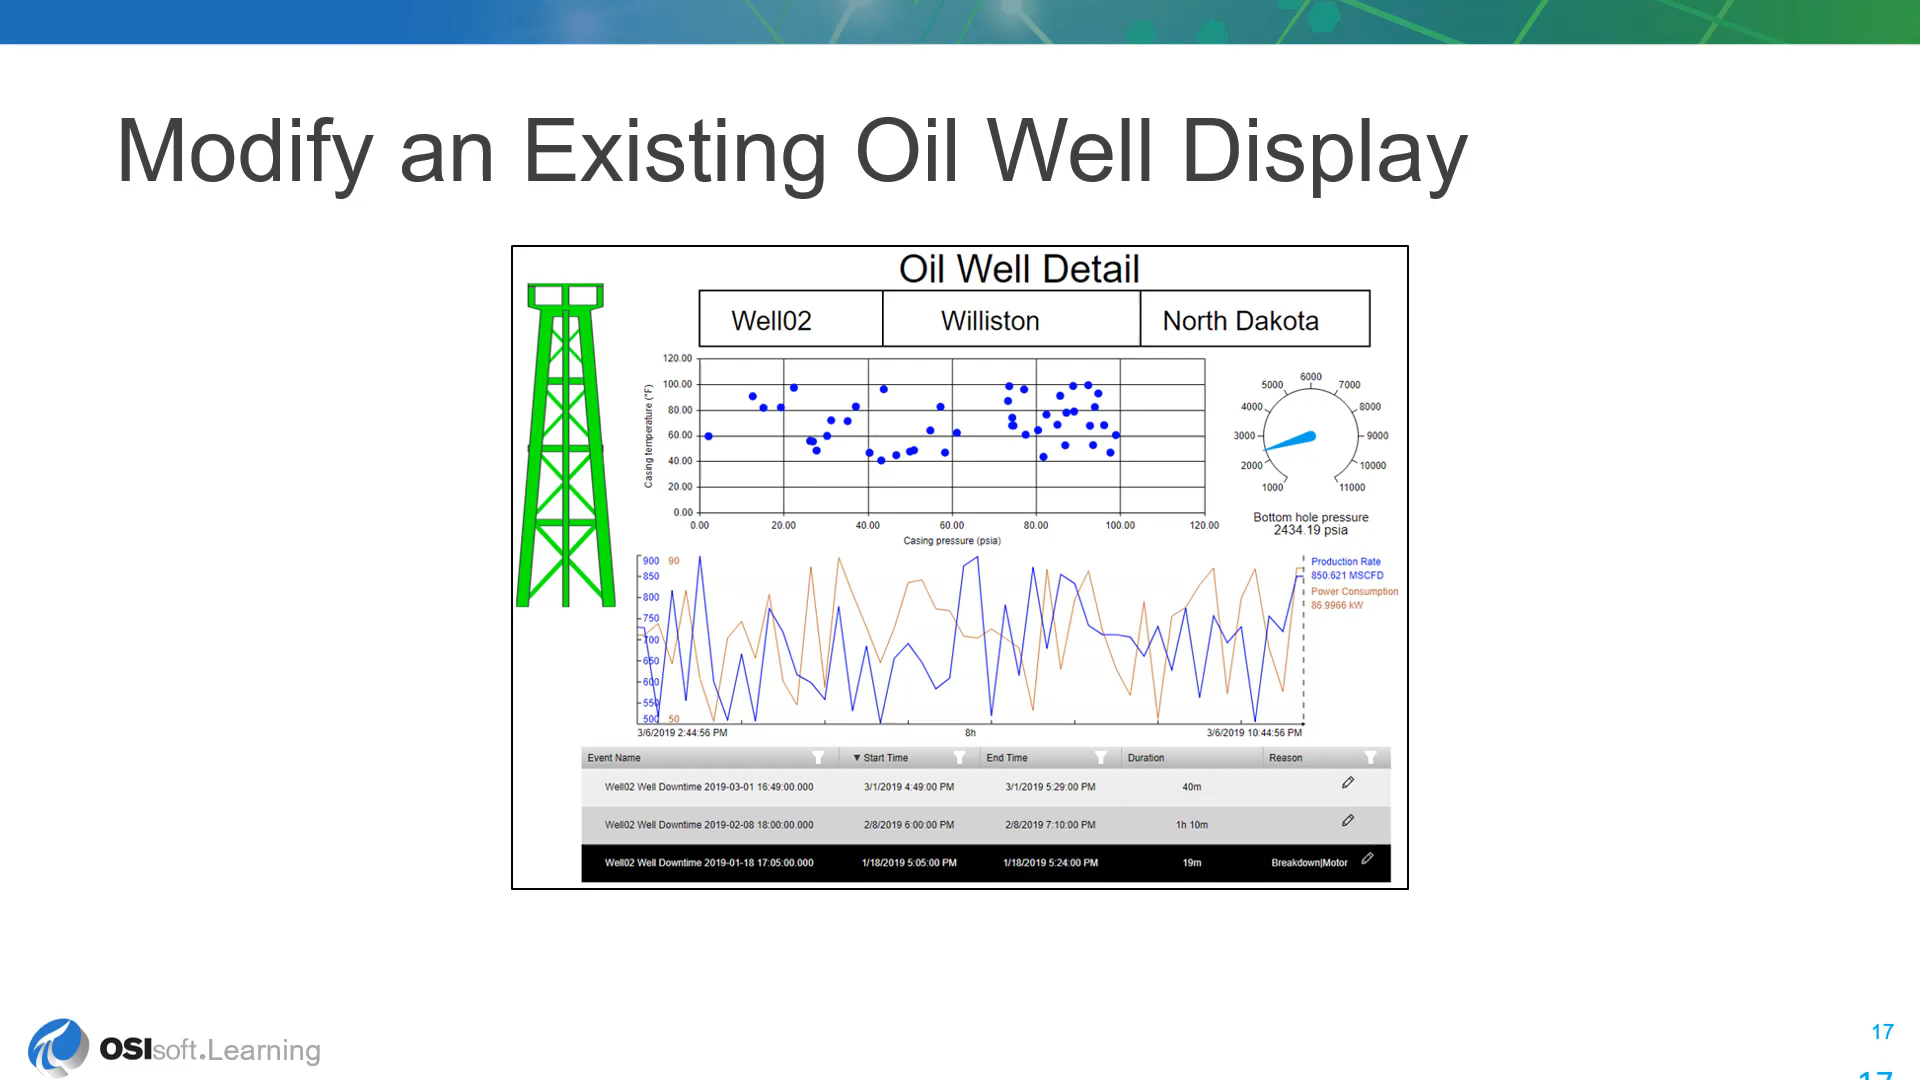 Modify an Existing Oil Well Display
Oil Well Detail
Well02 Williston North Dakota
120.00
100.00
80.00
60.00
40.00
20.00
0.00
Casing temperature (°F)
0.00 20.00 40.00 60.00 80.00 100.00 120.00
Casing pressure (psia)
1000
2000
3000
4000
5000
6000
7000
8000
9000
10000
11000
Bottom hole pressure
2434.19 psia
900 90
850
800
750
700
650
600
550
500 50
3/6/2019 2:44:56 PM 8h 3/6/2019 10:44:56 PM
Production Rate
850.621 MSCFD
Power Consumption
86.9966 kW
Event Name ▼ Start Time End Time Duration Reason
Well02 Well Downtime 2019-03-01 16:49:00.000 3/1/2019 4:49:00 PM 3/1/2019 5:29:00 PM 40m
Well02 Well Downtime 2019-02-08 18:00:00.000 2/8/2019 6:00:00 PM 2/8/2019 7:10:00 PM 1h 10m
Well02 Well Downtime 2019-01-18 17:05:00.000 1/18/2019 5:05:00 PM 1/18/2019 5:24:00 PM 19m Breakdown|Motor
OSIsoft.Learning
17
17